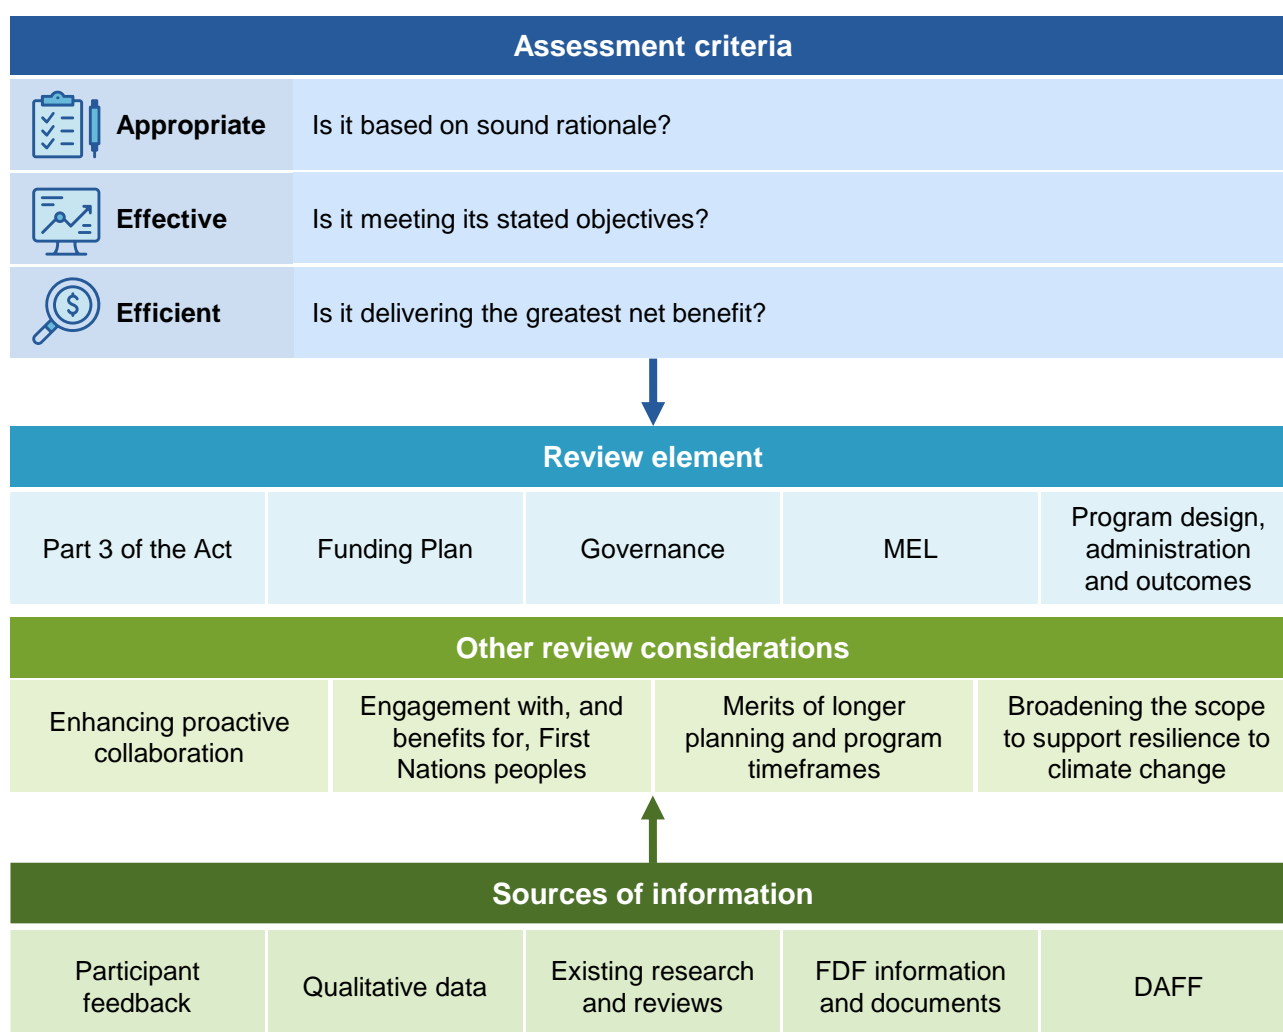 Assessment criteria
Appropriate
Is it based on sound rationale?
Effective
Is it meeting its stated objectives?
$
Efficient
Is it delivering the greatest net benefit?
Review element
Part 3 of the Act
Funding Plan
Governance
MEL
Program design,
administration
and outcomes
Other review considerations
Enhancing proactive
collaboration
Engagement with, and
benefits for, First
Nations peoples
Merits of longer
planning and program
timeframes
Broadening the scope
to support resilience to
climate change
Sources of information
Participant
feedback
Qualitative data
Existing research
and reviews
FDF information
and documents
DAFF